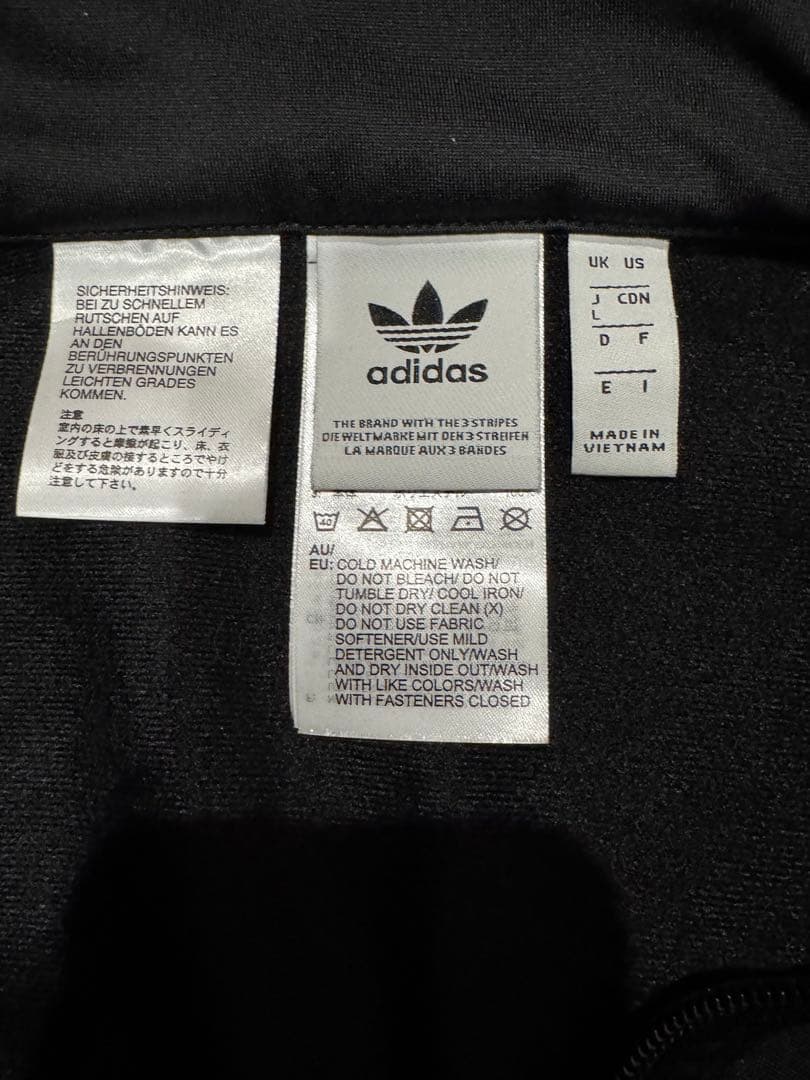 SICHERHEITSHINWEIS:
BEI ZU SCHNELLEM
RUTSCHEN AUF
HALLENBÖDEN KANN ES
AN DEN
BERÜHRUNGSPUNKTEN
ZU VERBRENNUNGEN
LEICHTEN GRADES
KOMMEN.
注意
室内の床の上で素早くスライディ
ングすると摩擦が起こり、床、衣
服及び皮膚の接するところでやけ
どをする危険がありますので十分
注意して下さい。
adidas
THE BRAND WITH THE 3 STRIPES
DIE WELTMARKE MIT DEN 3 STREIFEN
LA MARQUE AUX 3 BANDES
40
AU/
EU: COLD MACHINE WASH/
DO NOT BLEACH/ DO NOT
TUMBLE DRY/ COOL IRON/
DO NOT DRY CLEAN (X)
DO NOT USE FABRIC
SOFTENER/USE MILD
DETERGENT ONLY/WASH
AND DRY INSIDE OUT/WASH
WITH LIKE COLORS/WASH
WITH FASTENERS CLOSED
UK US
J CDN
L
D F
E I
MADE IN
VIETNAM